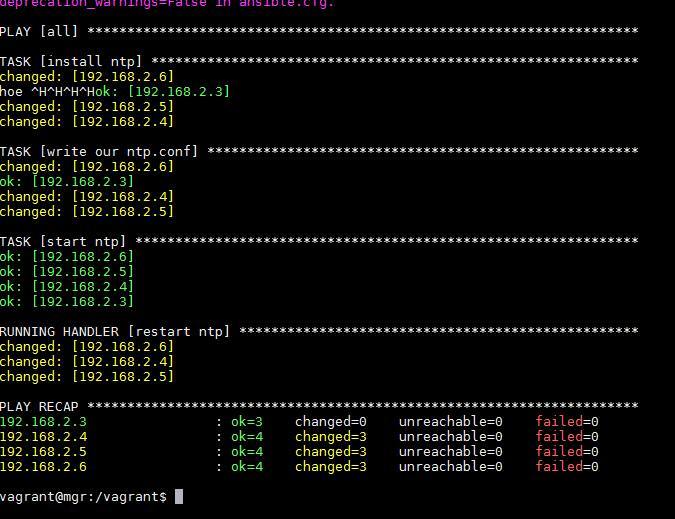 deprecation_warnings=False in ansible.cfg.
PLAY [all] *********************************************************************
TASK [install ntp] *************************************************************
changed: [192.168.2.6]
hoe ^H^H^H^Hok: [192.168.2.3]
changed: [192.168.2.5]
changed: [192.168.2.4]
TASK [write our ntp.conf] ******************************************************
changed: [192.168.2.6]
ok: [192.168.2.3]
changed: [192.168.2.4]
changed: [192.168.2.5]
TASK [start ntp] ***************************************************************
ok: [192.168.2.6]
ok: [192.168.2.5]
ok: [192.168.2.4]
ok: [192.168.2.3]
RUNNING HANDLER [restart ntp] **************************************************
changed: [192.168.2.6]
changed: [192.168.2.4]
changed: [192.168.2.5]
PLAY RECAP *********************************************************************
192.168.2.3                : ok=3    changed=0    unreachable=0    failed=0
192.168.2.4                : ok=4    changed=3    unreachable=0    failed=0
192.168.2.5                : ok=4    changed=3    unreachable=0    failed=0
192.168.2.6                : ok=4    changed=3    unreachable=0    failed=0
vagrant@mgr:/vagrant$